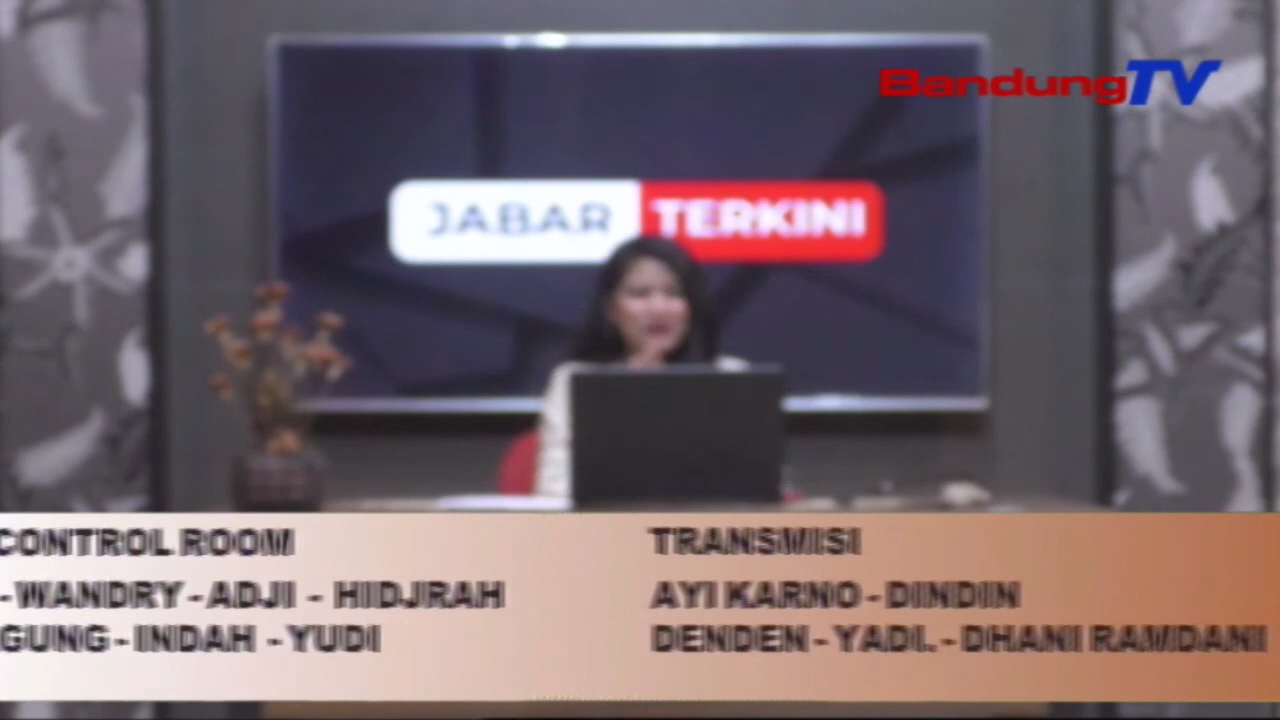 BandungTV
JABAR TERKINI
CONTROL ROOM
- WANDRY - ADJI - HIDJRAH
GUNG - INDAH - YUDI
TRANSMISI
AYI KARNO - DINDIN
DENDEN - YADI. - DHANI RAMDANI